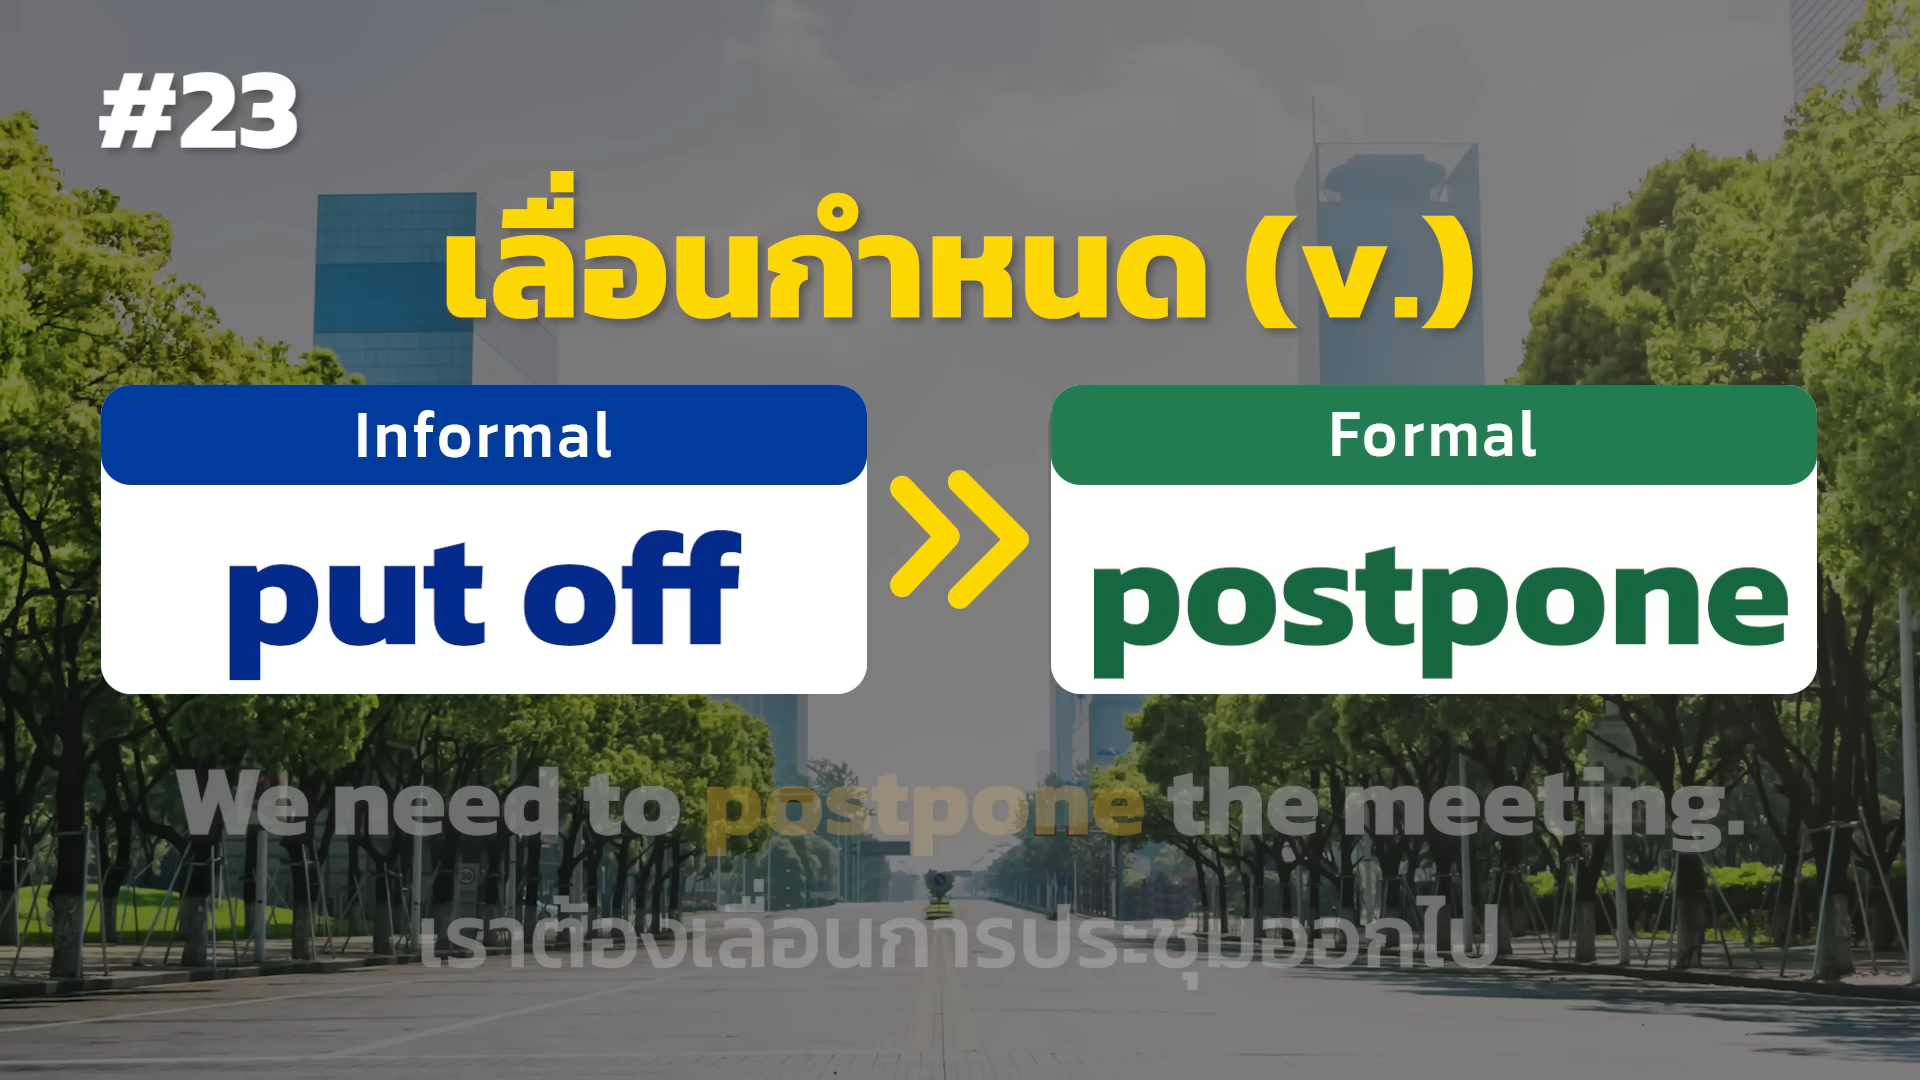 #23
เลื่อนกำหนด (v.)
Informal
put off
Formal
postpone
We need to postpone the meeting.
เราต้องเลื่อนการประชุมออกไป